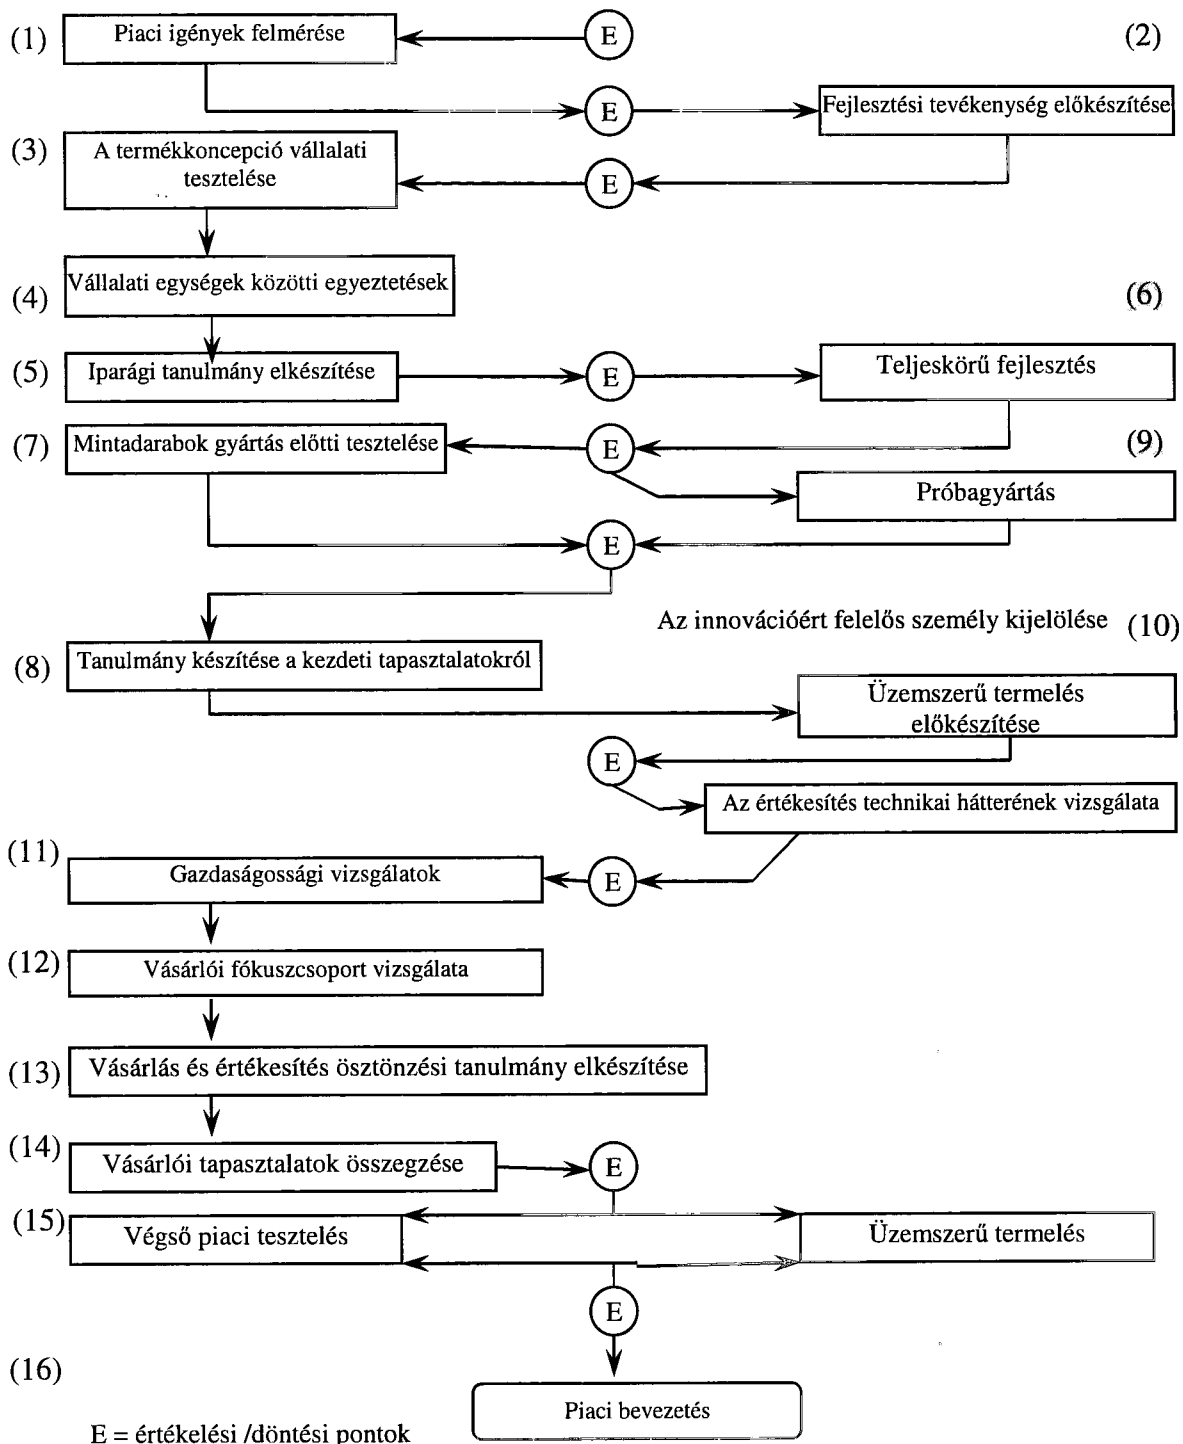 (1)
Piaci igények felmérése
E
(2)
E
Fejlesztési tevékenység előkészítése
(3)
A termékkoncepció vállalati
tesztelése
E
(4)
Vállalati egységek közötti egyeztetések
(6)
(5)
Iparági tanulmány elkészítése
E
Teljeskörű fejlesztés
(7)
Mintadarabok gyártás előtti tesztelése
E
(9)
Próbagyártás
E
Az innovációért felelős személy kijelölése
(10)
(8)
Tanulmány készítése a kezdeti tapasztalatokról
Üzemszerű termelés
előkészítése
E
Az értékesítés technikai hátterének vizsgálata
(11)
Gazdaságossági vizsgálatok
E
(12)
Vásárlói fókuszcsoport vizsgálata
(13)
Vásárlás és értékesítés ösztönzési tanulmány elkészítése
(14)
Vásárlói tapasztalatok összegzése
E
(15)
Végső piaci tesztelés
Üzemszerű termelés
E
(16)
Piaci bevezetés
E = értékelési /döntési pontok